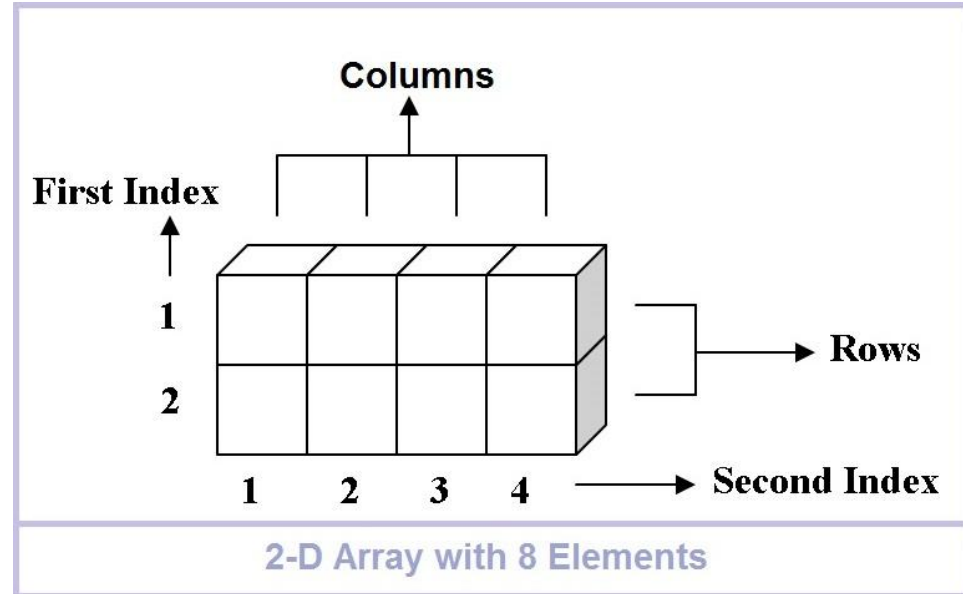 Columns
First Index
1
Rows
2
1 2 3 4 Second Index
2-D Array with 8 Elements